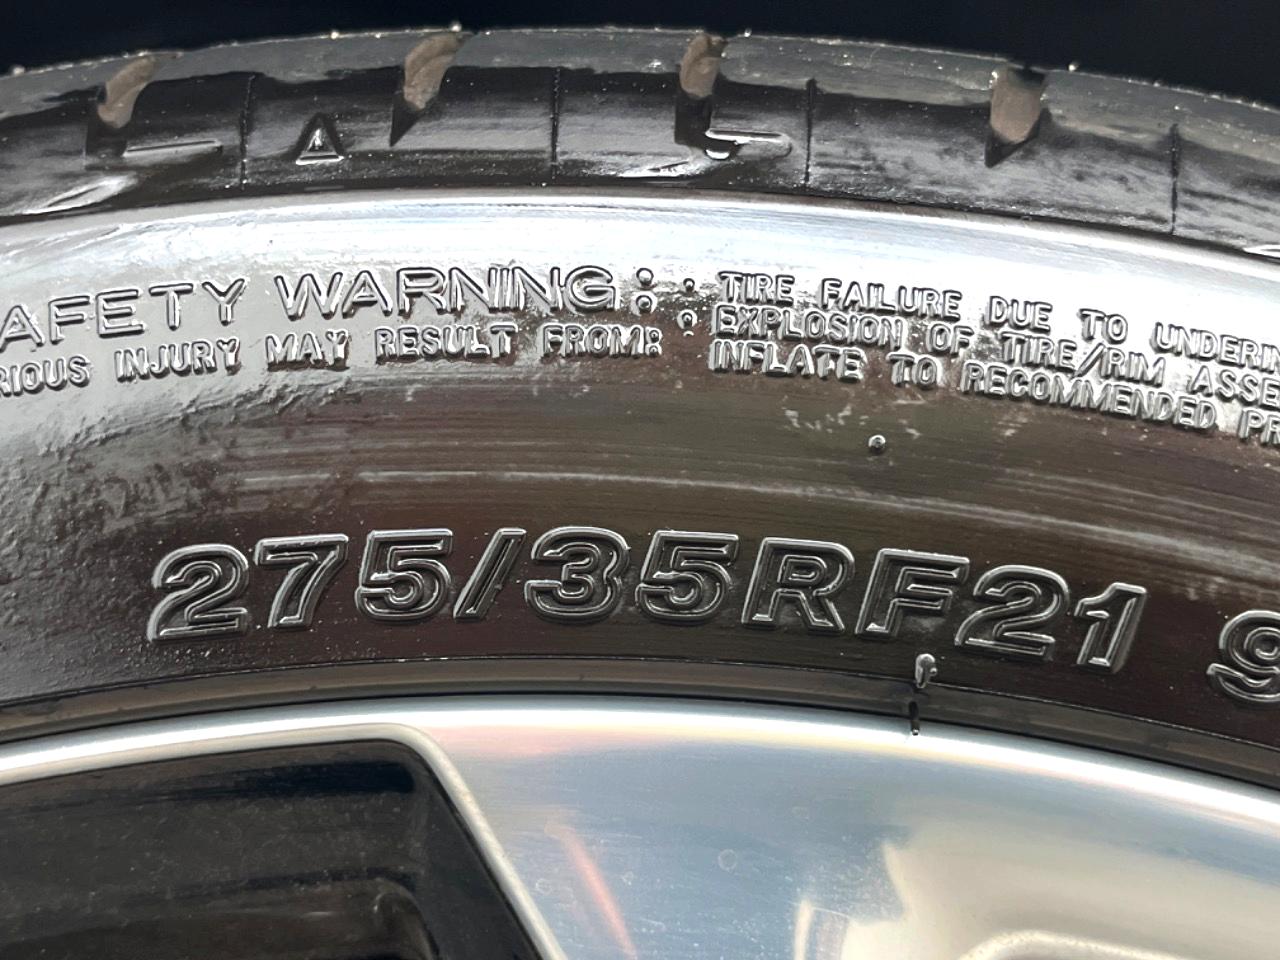 AFETY WARNING:
RIOUS INJURY MAY RESULT FROM:
: TIRE FAILURE DUE TO UNDERIN
EXPLOSION OF TIRE/RIM ASSE
INFLATE TO RECOMMENDED PR
275/35RF21 9